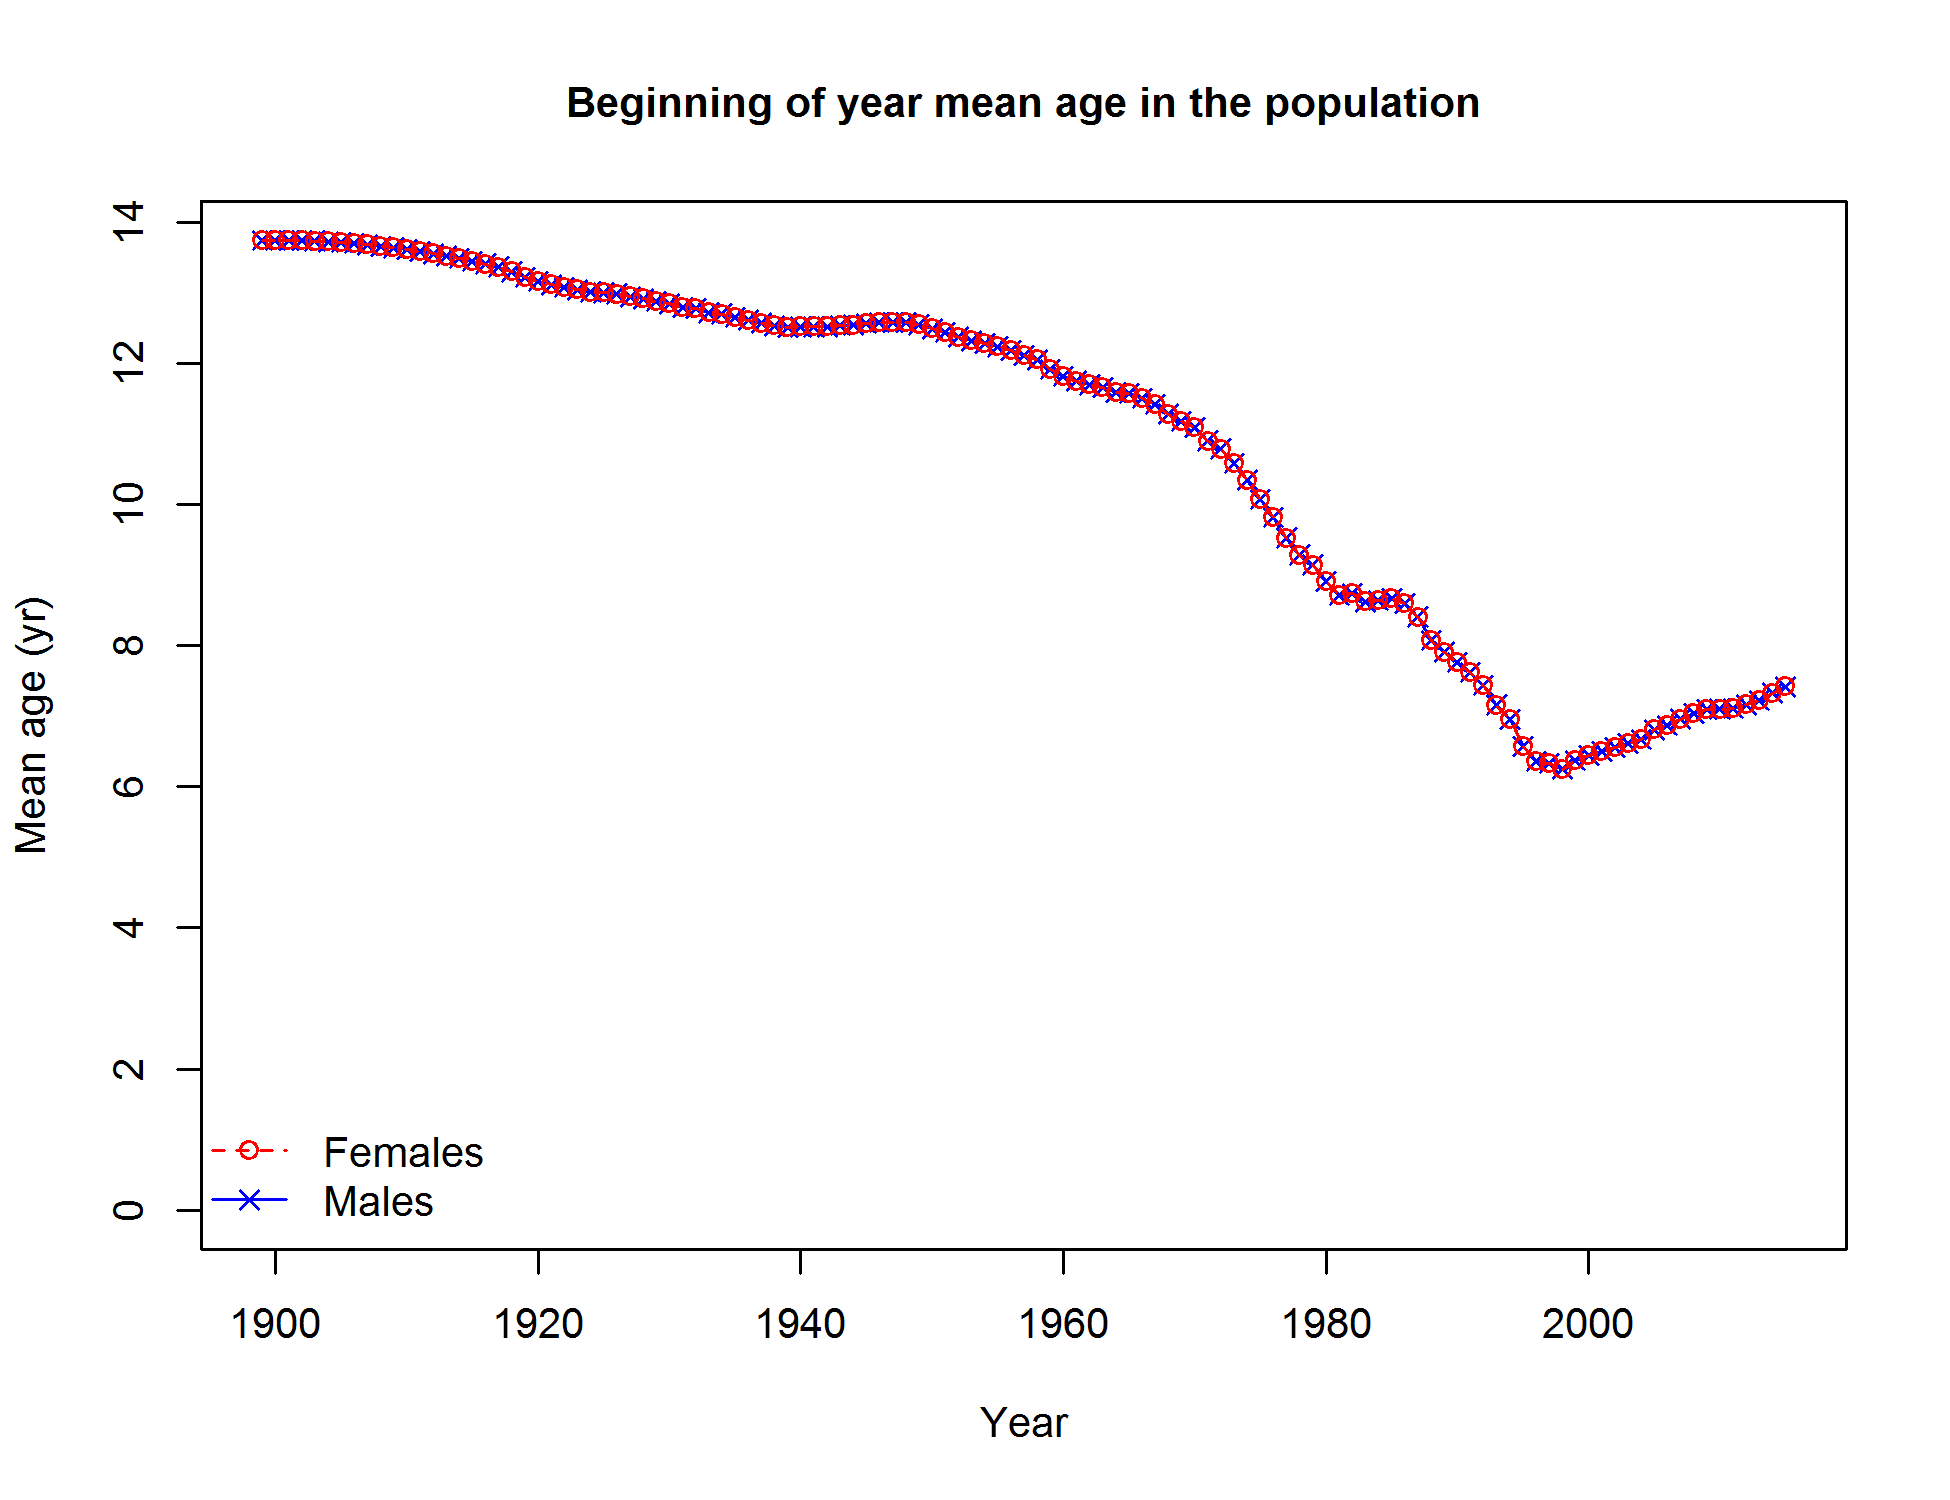 Beginning of year mean age in the population
Mean age (yr)
14
12
10
8
6
4
2
0
Females
Males
1900 1920 1940 1960 1980 2000
Year